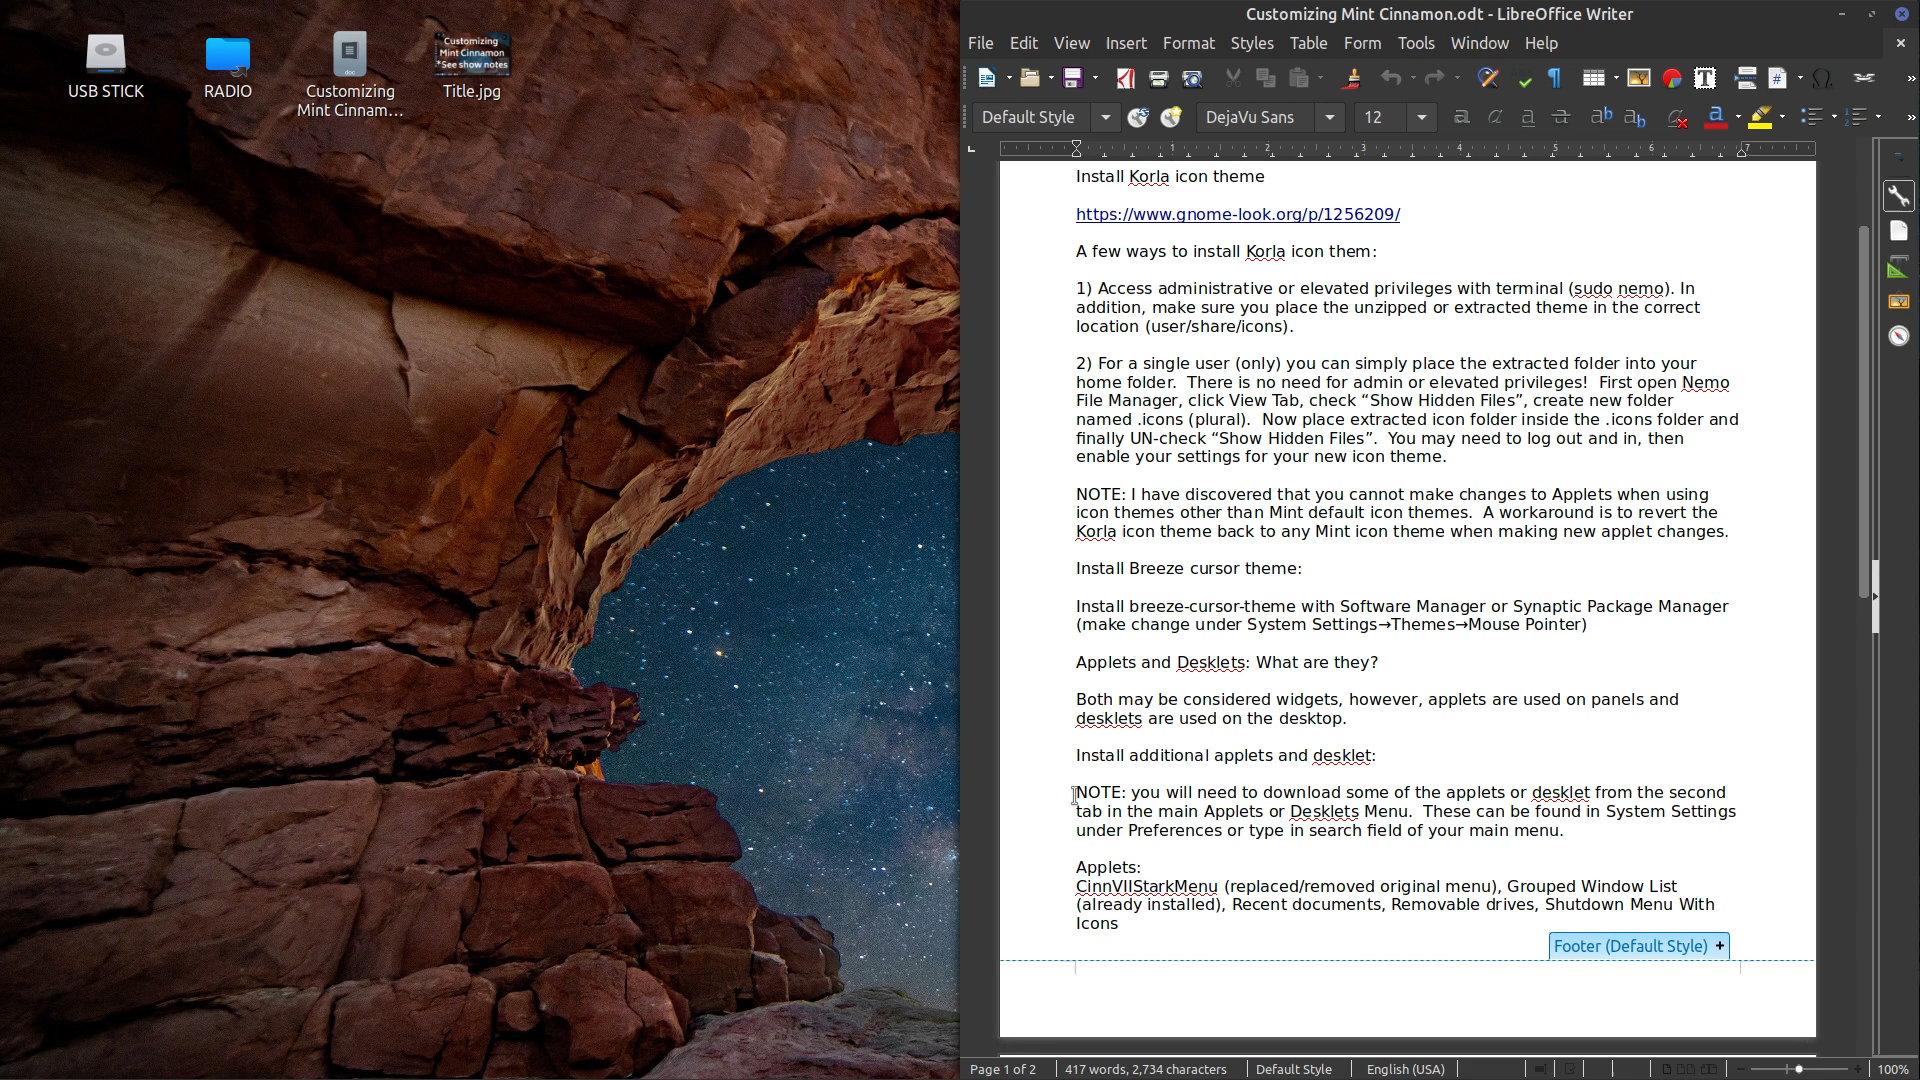 USB STICK
RADIO
Customizing
Mint Cinnam...
doc
Customizing
Mint Cinnamon
*See show notes
Title.jpg
Customizing Mint Cinnamon.odt - LibreOffice Writer
File Edit View Insert Format Styles Table Form Tools Window Help
Default Style DejaVu Sans 12
1 2 3 4 5 6 7
Install Korla icon theme
https://www.gnome-look.org/p/1256209/
A few ways to install Korla icon them:
1) Access administrative or elevated privileges with terminal (sudo nemo). In
addition, make sure you place the unzipped or extracted theme in the correct
location (user/share/icons).
2) For a single user (only) you can simply place the extracted folder into your
home folder.  There is no need for admin or elevated privileges!  First open Nemo
File Manager, click View Tab, check “Show Hidden Files”, create new folder
named .icons (plural).  Now place extracted icon folder inside the .icons folder and
finally UN-check “Show Hidden Files”.  You may need to log out and in, then
enable your settings for your new icon theme.
NOTE: I have discovered that you cannot make changes to Applets when using
icon themes other than Mint default icon themes.  A workaround is to revert the
Korla icon theme back to any Mint icon theme when making new applet changes.
Install Breeze cursor theme:
Install breeze-cursor-theme with Software Manager or Synaptic Package Manager
(make change under System Settings→Themes→Mouse Pointer)
Applets and Desklets: What are they?
Both may be considered widgets, however, applets are used on panels and
desklets are used on the desktop.
Install additional applets and desklet:
NOTE: you will need to download some of the applets or desklet from the second
tab in the main Applets or Desklets Menu.  These can be found in System Settings
under Preferences or type in search field of your main menu.
Applets:
CinnVIIStarkMenu (replaced/removed original menu), Grouped Window List
(already installed), Recent documents, Removable drives, Shutdown Menu With
Icons
Footer (Default Style) +
Page 1 of 2 417 words, 2,734 characters Default Style English (USA) 100%